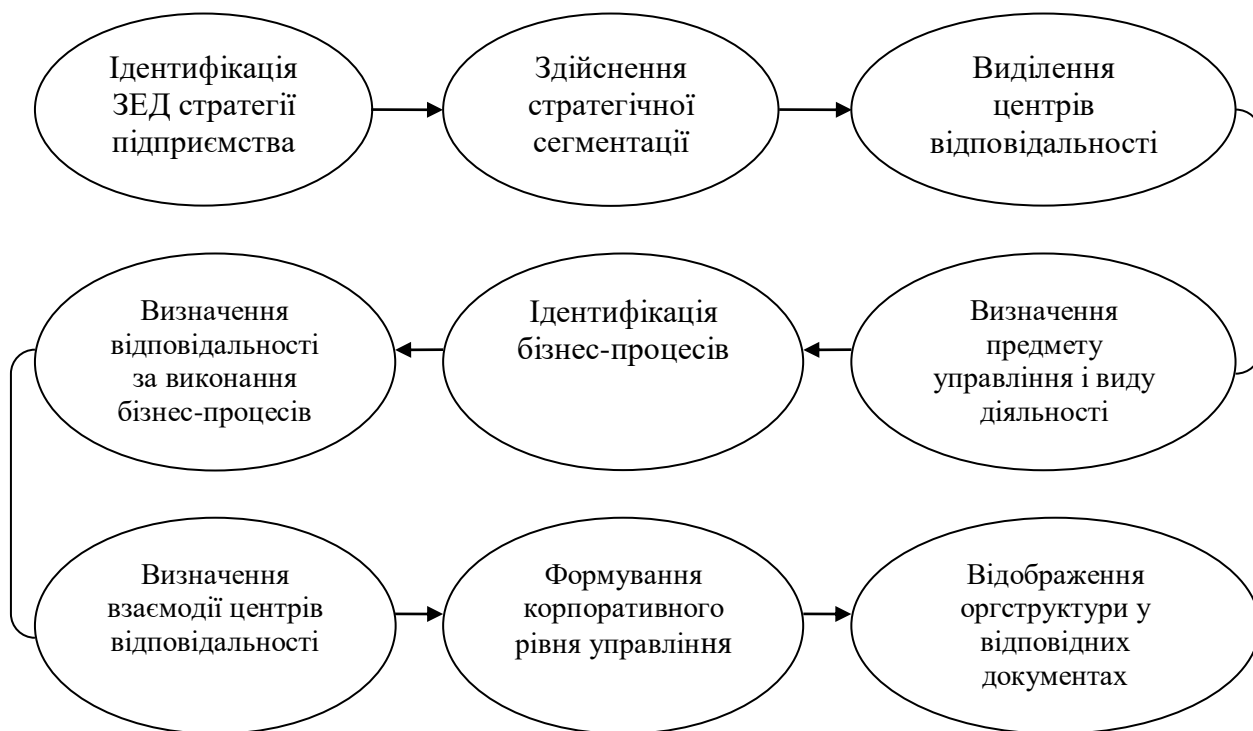 Ідентифікація
ЗЕД стратегії
підприємства
Здійснення
стратегічної
сегментації
Виділення
центрів
відповідальності
Визначення
предмету
управління і виду
діяльності
Ідентифікація
бізнес-процесів
Визначення
відповідальності
за виконання
бізнес-процесів
Визначення
взаємодії центрів
відповідальності
Формування
корпоративного
рівня управління
Відображення
оргструктури у
відповідних
документах